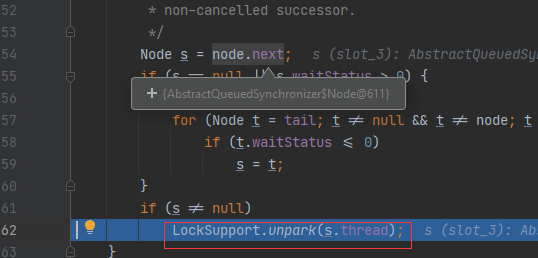 52 * non-cancelled successor.
53 */
54 Node s = node.next; s (slot_3): AbstractQueuedSy
55 if (s == null || s.waitStatus > 0) {
+ {AbstractQueuedSynchronizer$Node@611}
57 for (Node t = tail; t ≠ null && t ≠ node; t
58 if (t.waitStatus ⩽ 0)
59 s = t;
60 }
61 if (s ≠ null)
62 LockSupport.unpark(s.thread); s (slot_3): Ab
63 }